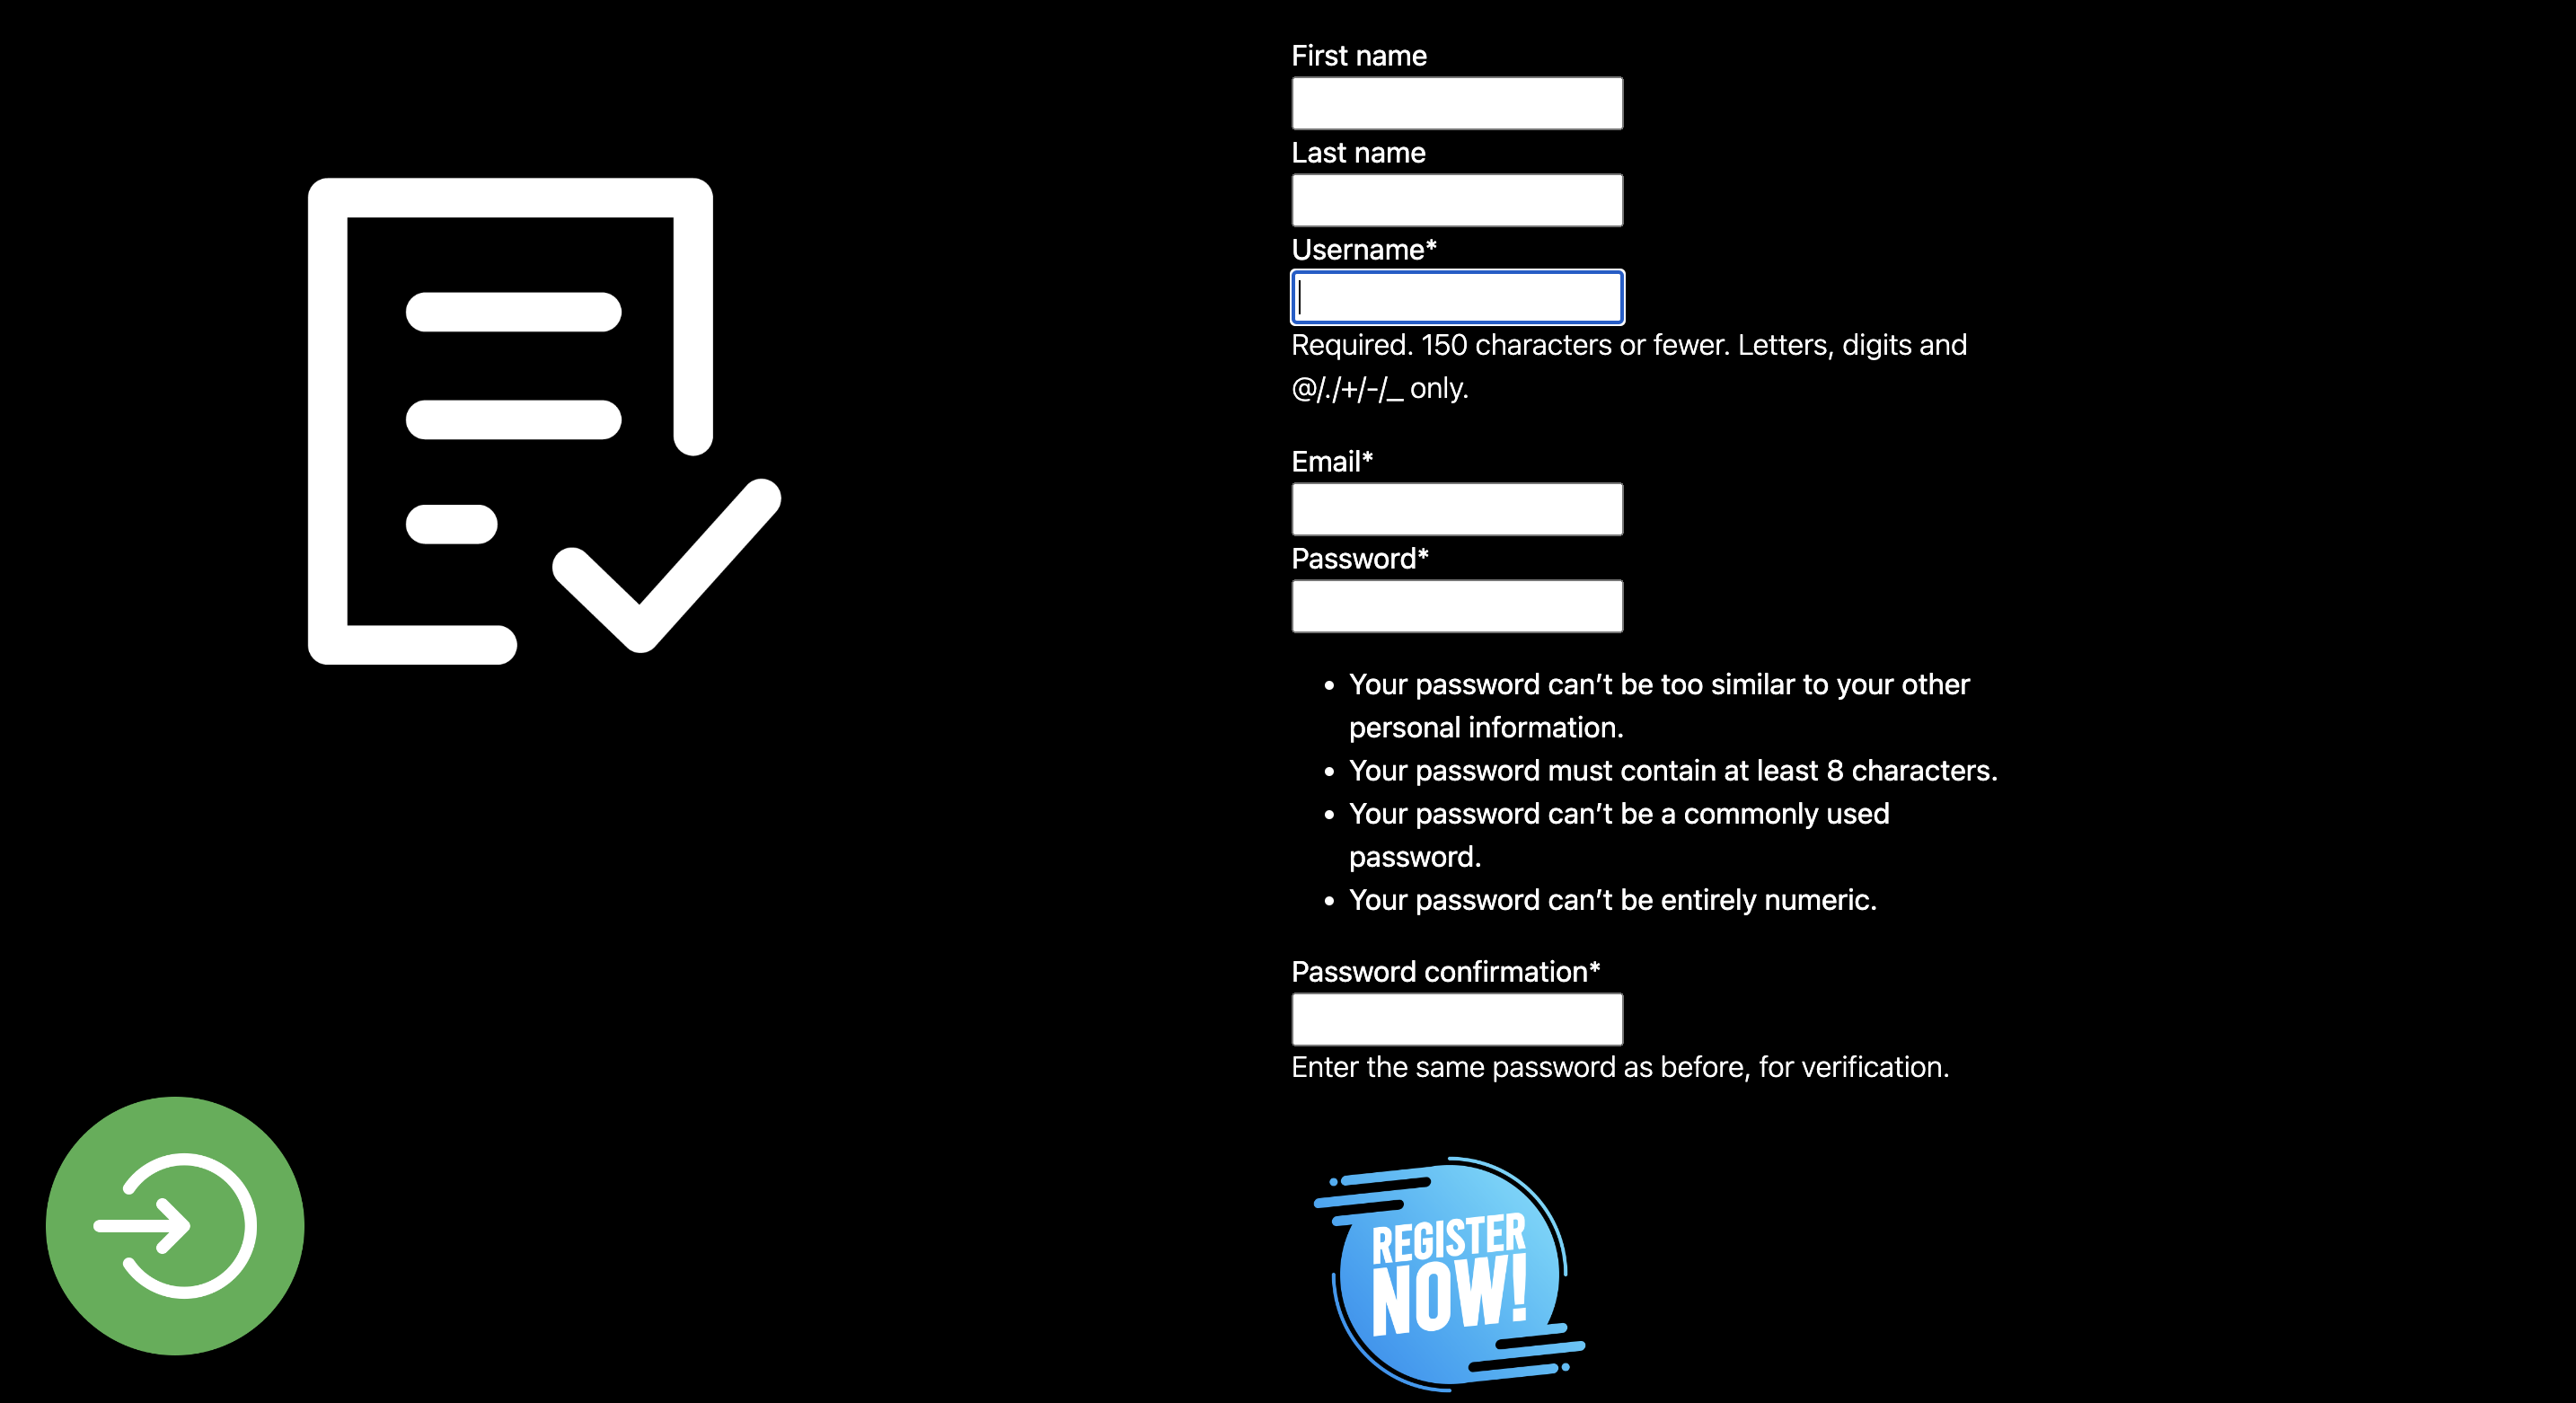 First name
Last name
Username*
Required. 150 characters or fewer. Letters, digits and
@/./+/-/_ only.
Email*
Password*
• Your password can’t be too similar to your other
personal information.
• Your password must contain at least 8 characters.
• Your password can’t be a commonly used
password.
• Your password can’t be entirely numeric.
Password confirmation*
Enter the same password as before, for verification.
REGISTER
NOW!